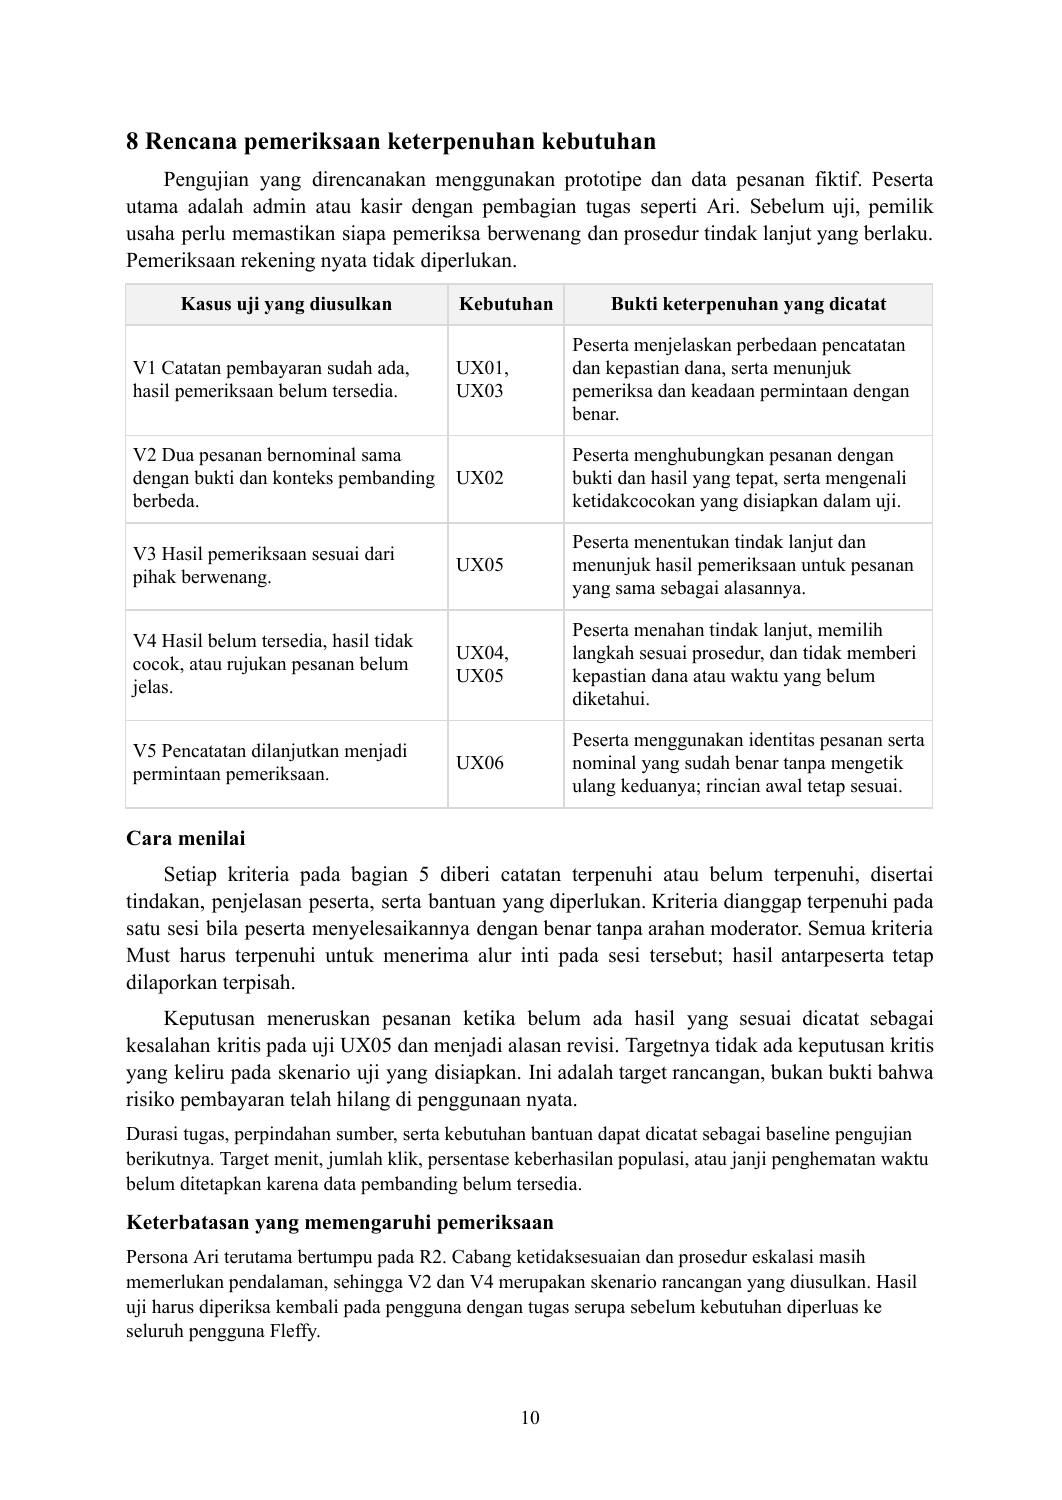 8 Rencana pemeriksaan keterpenuhan kebutuhan
Pengujian yang direncanakan menggunakan prototipe dan data pesanan fiktif. Peserta
utama adalah admin atau kasir dengan pembagian tugas seperti Ari. Sebelum uji, pemilik
usaha perlu memastikan siapa pemeriksa berwenang dan prosedur tindak lanjut yang berlaku.
Pemeriksaan rekening nyata tidak diperlukan.
Kasus uji yang diusulkan
Kebutuhan
Bukti keterpenuhan yang dicatat
V1 Catatan pembayaran sudah ada,
hasil pemeriksaan belum tersedia.
UX01,
UX03
Peserta menjelaskan perbedaan pencatatan
dan kepastian dana, serta menunjuk
pemeriksa dan keadaan permintaan dengan
benar.
V2 Dua pesanan bernominal sama
dengan bukti dan konteks pembanding
berbeda.
UX02
Peserta menghubungkan pesanan dengan
bukti dan hasil yang tepat, serta mengenali
ketidakcocokan yang disiapkan dalam uji.
V3 Hasil pemeriksaan sesuai dari
pihak berwenang.
UX05
Peserta menentukan tindak lanjut dan
menunjuk hasil pemeriksaan untuk pesanan
yang sama sebagai alasannya.
V4 Hasil belum tersedia, hasil tidak
cocok, atau rujukan pesanan belum
jelas.
UX04,
UX05
Peserta menahan tindak lanjut, memilih
langkah sesuai prosedur, dan tidak memberi
kepastian dana atau waktu yang belum
diketahui.
V5 Pencatatan dilanjutkan menjadi
permintaan pemeriksaan.
UX06
Peserta menggunakan identitas pesanan serta
nominal yang sudah benar tanpa mengetik
ulang keduanya; rincian awal tetap sesuai.
Cara menilai
Setiap kriteria pada bagian 5 diberi catatan terpenuhi atau belum terpenuhi, disertai
tindakan, penjelasan peserta, serta bantuan yang diperlukan. Kriteria dianggap terpenuhi pada
satu sesi bila peserta menyelesaikannya dengan benar tanpa arahan moderator. Semua kriteria
Must harus terpenuhi untuk menerima alur inti pada sesi tersebut; hasil antarpeserta tetap
dilaporkan terpisah.
Keputusan meneruskan pesanan ketika belum ada hasil yang sesuai dicatat sebagai
kesalahan kritis pada uji UX05 dan menjadi alasan revisi. Targetnya tidak ada keputusan kritis
yang keliru pada skenario uji yang disiapkan. Ini adalah target rancangan, bukan bukti bahwa
risiko pembayaran telah hilang di penggunaan nyata.
Durasi tugas, perpindahan sumber, serta kebutuhan bantuan dapat dicatat sebagai baseline pengujian
berikutnya. Target menit, jumlah klik, persentase keberhasilan populasi, atau janji penghematan waktu
belum ditetapkan karena data pembanding belum tersedia.
Keterbatasan yang memengaruhi pemeriksaan
Persona Ari terutama bertumpu pada R2. Cabang ketidaksesuaian dan prosedur eskalasi masih
memerlukan pendalaman, sehingga V2 dan V4 merupakan skenario rancangan yang diusulkan. Hasil
uji harus diperiksa kembali pada pengguna dengan tugas serupa sebelum kebutuhan diperluas ke
seluruh pengguna Fleffy.
10